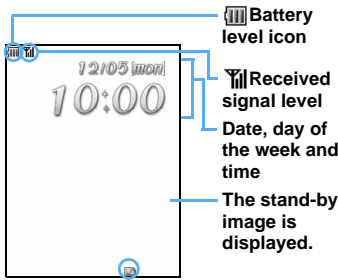 Battery
level icon
12/05 [mon]
10:00
Received
signal level
Date, day of
the week and
time
The stand-by
image is
displayed.